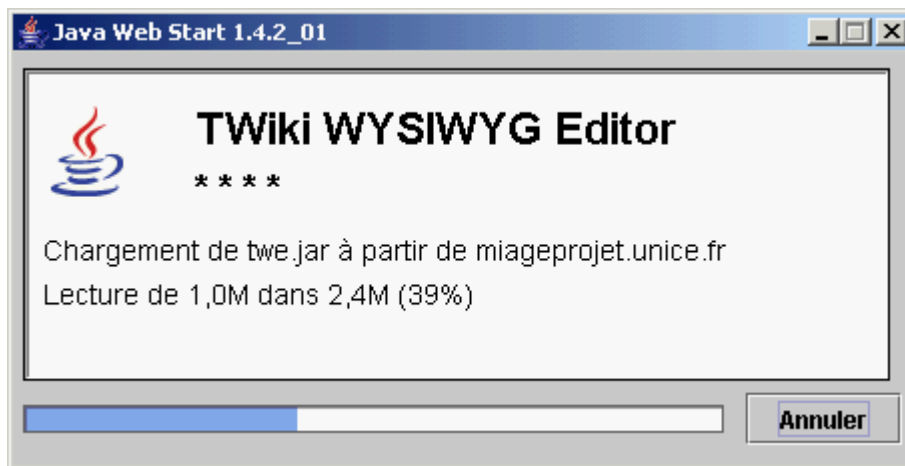 Java Web Start 1.4.2_01
TWiki WYSIWYG Editor
* * * *
Chargement de twe.jar à partir de miageprojet.unice.fr
Lecture de 1,0M dans 2,4M (39%)
Annuler